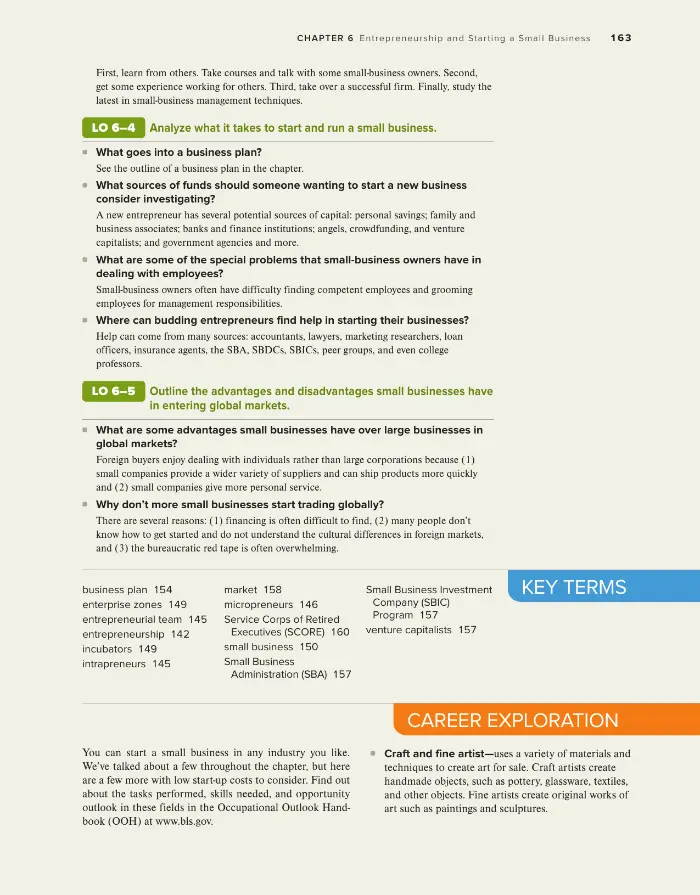 CHAPTER 6 Entrepreneurship and Starting a Small Business 163
First, learn from others. Take courses and talk with some small-business owners. Second,
get some experience working for others. Third, take over a successful firm. Finally, study the
latest in small-business management techniques.
LO 6–4 Analyze what it takes to start and run a small business.
What goes into a business plan?
See the outline of a business plan in the chapter.
What sources of funds should someone wanting to start a new business
consider investigating?
A new entrepreneur has several potential sources of capital: personal savings; family and
business associates; banks and finance institutions; angels, crowdfunding, and venture
capitalists; and government agencies and more.
What are some of the special problems that small-business owners have in
dealing with employees?
Small-business owners often have difficulty finding competent employees and grooming
employees for management responsibilities.
Where can budding entrepreneurs find help in starting their businesses?
Help can come from many sources: accountants, lawyers, marketing researchers, loan
officers, insurance agents, the SBA, SBDCs, SBICs, peer groups, and even college
professors.
LO 6–5 Outline the advantages and disadvantages small businesses have
in entering global markets.
What are some advantages small businesses have over large businesses in
global markets?
Foreign buyers enjoy dealing with individuals rather than large corporations because (1)
small companies provide a wider variety of suppliers and can ship products more quickly
and (2) small companies give more personal service.
Why don't more small businesses start trading globally?
There are several reasons: (1) financing is often difficult to find, (2) many people don't
know how to get started and do not understand the cultural differences in foreign markets,
and (3) the bureaucratic red tape is often overwhelming.
KEY TERMS
business plan 154
enterprise zones 149
entrepreneurial team 145
entrepreneurship 142
incubators 149
intrapreneurs 145
market 158
micropreneurs 146
Service Corps of Retired
Executives (SCORE) 160
small business 150
Small Business
Administration (SBA) 157
Small Business Investment
Company (SBIC)
Program 157
venture capitalists 157
CAREER EXPLORATION
You can start a small business in any industry you like.
We've talked about a few throughout the chapter, but here
are a few more with low start-up costs to consider. Find out
about the tasks performed, skills needed, and opportunity
outlook in these fields in the Occupational Outlook Hand-
book (OOH) at www.bls.gov.
Craft and fine artist—uses a variety of materials and
techniques to create art for sale. Craft artists create
handmade objects, such as pottery, glassware, textiles,
and other objects. Fine artists create original works of
art such as paintings and sculptures.